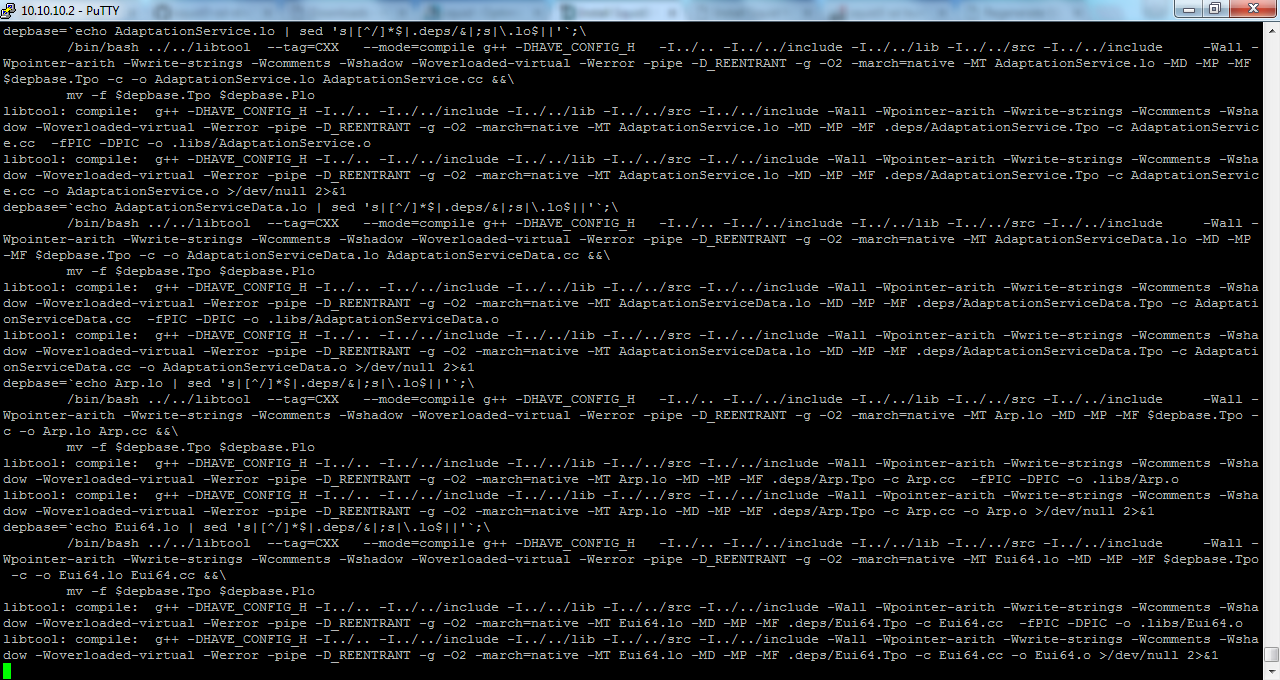 10.10.10.2 - PuTTY
depbase=`echo AdaptationService.lo | sed 's|[^/]*$|.deps/&|;s|\.lo$||'`;\
/bin/bash ../../libtool --tag=CXX --mode=compile g++ -DHAVE_CONFIG_H -I../.. -I../../include -I../../lib -I../../src -I../../include -Wall -
Wpointer-arith -Wwrite-strings -Wcomments -Wshadow -Woverloaded-virtual -Werror -pipe -D_REENTRANT -g -O2 -march=native -MT AdaptationService.lo -MD -MP -MF
$depbase.Tpo -c -o AdaptationService.lo AdaptationService.cc &&\
mv -f $depbase.Tpo $depbase.Plo
libtool: compile: g++ -DHAVE_CONFIG_H -I../.. -I../../include -I../../lib -I../../src -I../../include -Wall -Wpointer-arith -Wwrite-strings -Wcomments -Wsha
dow -Woverloaded-virtual -Werror -pipe -D_REENTRANT -g -O2 -march=native -MT AdaptationService.lo -MD -MP -MF .deps/AdaptationService.Tpo -c AdaptationServic
e.cc -fPIC -DPIC -o .libs/AdaptationService.o
libtool: compile: g++ -DHAVE_CONFIG_H -I../.. -I../../include -I../../lib -I../../src -I../../include -Wall -Wpointer-arith -Wwrite-strings -Wcomments -Wsha
dow -Woverloaded-virtual -Werror -pipe -D_REENTRANT -g -O2 -march=native -MT AdaptationService.lo -MD -MP -MF .deps/AdaptationService.Tpo -c AdaptationServic
e.cc -o AdaptationService.o >/dev/null 2>&1
depbase=`echo AdaptationServiceData.lo | sed 's|[^/]*$|.deps/&|;s|\.lo$||'`;\
/bin/bash ../../libtool --tag=CXX --mode=compile g++ -DHAVE_CONFIG_H -I../.. -I../../include -I../../lib -I../../src -I../../include -Wall -
Wpointer-arith -Wwrite-strings -Wcomments -Wshadow -Woverloaded-virtual -Werror -pipe -D_REENTRANT -g -O2 -march=native -MT AdaptationServiceData.lo -MD -MP
-MF $depbase.Tpo -c -o AdaptationServiceData.lo AdaptationServiceData.cc &&\
mv -f $depbase.Tpo $depbase.Plo
libtool: compile: g++ -DHAVE_CONFIG_H -I../.. -I../../include -I../../lib -I../../src -I../../include -Wall -Wpointer-arith -Wwrite-strings -Wcomments -Wsha
dow -Woverloaded-virtual -Werror -pipe -D_REENTRANT -g -O2 -march=native -MT AdaptationServiceData.lo -MD -MP -MF .deps/AdaptationServiceData.Tpo -c Adaptati
onServiceData.cc -fPIC -DPIC -o .libs/AdaptationServiceData.o
libtool: compile: g++ -DHAVE_CONFIG_H -I../.. -I../../include -I../../lib -I../../src -I../../include -Wall -Wpointer-arith -Wwrite-strings -Wcomments -Wsha
dow -Woverloaded-virtual -Werror -pipe -D_REENTRANT -g -O2 -march=native -MT AdaptationServiceData.lo -MD -MP -MF .deps/AdaptationServiceData.Tpo -c Adaptati
onServiceData.cc -o AdaptationServiceData.o >/dev/null 2>&1
depbase=`echo Arp.lo | sed 's|[^/]*$|.deps/&|;s|\.lo$||'`;\
/bin/bash ../../libtool --tag=CXX --mode=compile g++ -DHAVE_CONFIG_H -I../.. -I../../include -I../../lib -I../../src -I../../include -Wall -
Wpointer-arith -Wwrite-strings -Wcomments -Wshadow -Woverloaded-virtual -Werror -pipe -D_REENTRANT -g -O2 -march=native -MT Arp.lo -MD -MP -MF $depbase.Tpo -
c -o Arp.lo Arp.cc &&\
mv -f $depbase.Tpo $depbase.Plo
libtool: compile: g++ -DHAVE_CONFIG_H -I../.. -I../../include -I../../lib -I../../src -I../../include -Wall -Wpointer-arith -Wwrite-strings -Wcomments -Wsha
dow -Woverloaded-virtual -Werror -pipe -D_REENTRANT -g -O2 -march=native -MT Arp.lo -MD -MP -MF .deps/Arp.Tpo -c Arp.cc -fPIC -DPIC -o .libs/Arp.o
libtool: compile: g++ -DHAVE_CONFIG_H -I../.. -I../../include -I../../lib -I../../src -I../../include -Wall -Wpointer-arith -Wwrite-strings -Wcomments -Wsha
dow -Woverloaded-virtual -Werror -pipe -D_REENTRANT -g -O2 -march=native -MT Arp.lo -MD -MP -MF .deps/Arp.Tpo -c Arp.cc -o Arp.o >/dev/null 2>&1
depbase=`echo Eui64.lo | sed 's|[^/]*$|.deps/&|;s|\.lo$||'`;\
/bin/bash ../../libtool --tag=CXX --mode=compile g++ -DHAVE_CONFIG_H -I../.. -I../../include -I../../lib -I../../src -I../../include -Wall -
Wpointer-arith -Wwrite-strings -Wcomments -Wshadow -Woverloaded-virtual -Werror -pipe -D_REENTRANT -g -O2 -march=native -MT Eui64.lo -MD -MP -MF $depbase.Tpo
-c -o Eui64.lo Eui64.cc &&\
mv -f $depbase.Tpo $depbase.Plo
libtool: compile: g++ -DHAVE_CONFIG_H -I../.. -I../../include -I../../lib -I../../src -I../../include -Wall -Wpointer-arith -Wwrite-strings -Wcomments -Wsha
dow -Woverloaded-virtual -Werror -pipe -D_REENTRANT -g -O2 -march=native -MT Eui64.lo -MD -MP -MF .deps/Eui64.Tpo -c Eui64.cc -fPIC -DPIC -o .libs/Eui64.o
libtool: compile: g++ -DHAVE_CONFIG_H -I../.. -I../../include -I../../lib -I../../src -I../../include -Wall -Wpointer-arith -Wwrite-strings -Wcomments -Wsha
dow -Woverloaded-virtual -Werror -pipe -D_REENTRANT -g -O2 -march=native -MT Eui64.lo -MD -MP -MF .deps/Eui64.Tpo -c Eui64.cc -o Eui64.o >/dev/null 2>&1